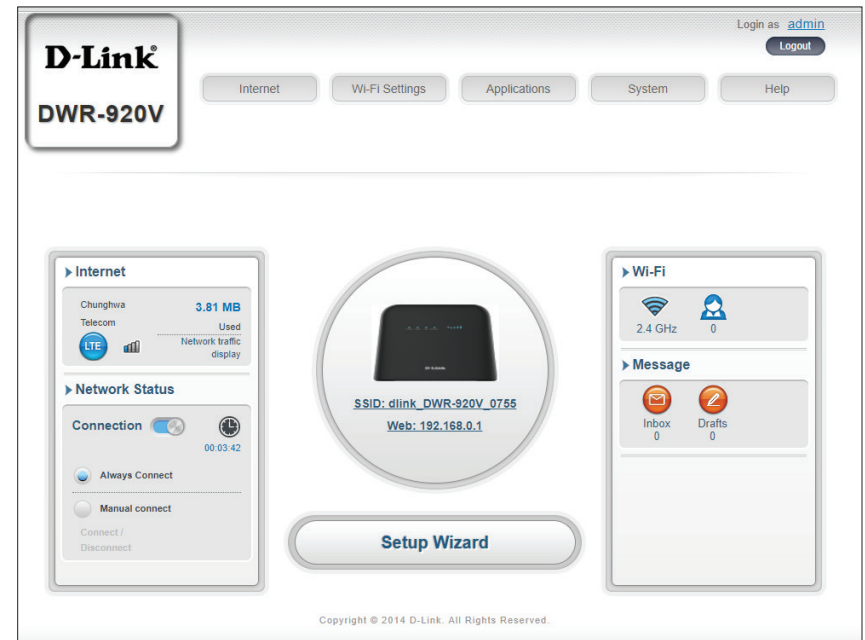 Login as admin
Logout
D-Link
DWR-920V
Internet
Wi-Fi Settings
Applications
System
Help
Internet
Chunghwa
Telecom
LTE
3.81 MB
Used
Network traffic
display
Network Status
Connection
00:03:42
Always Connect
Manual connect
Connect /
Disconnect
SSID: dlink_DWR-920V_0755
Web: 192.168.0.1
Setup Wizard
Wi-Fi
2.4 GHz
0
Message
Inbox
0
Drafts
0
Copyright © 2014 D-Link. All Rights Reserved.